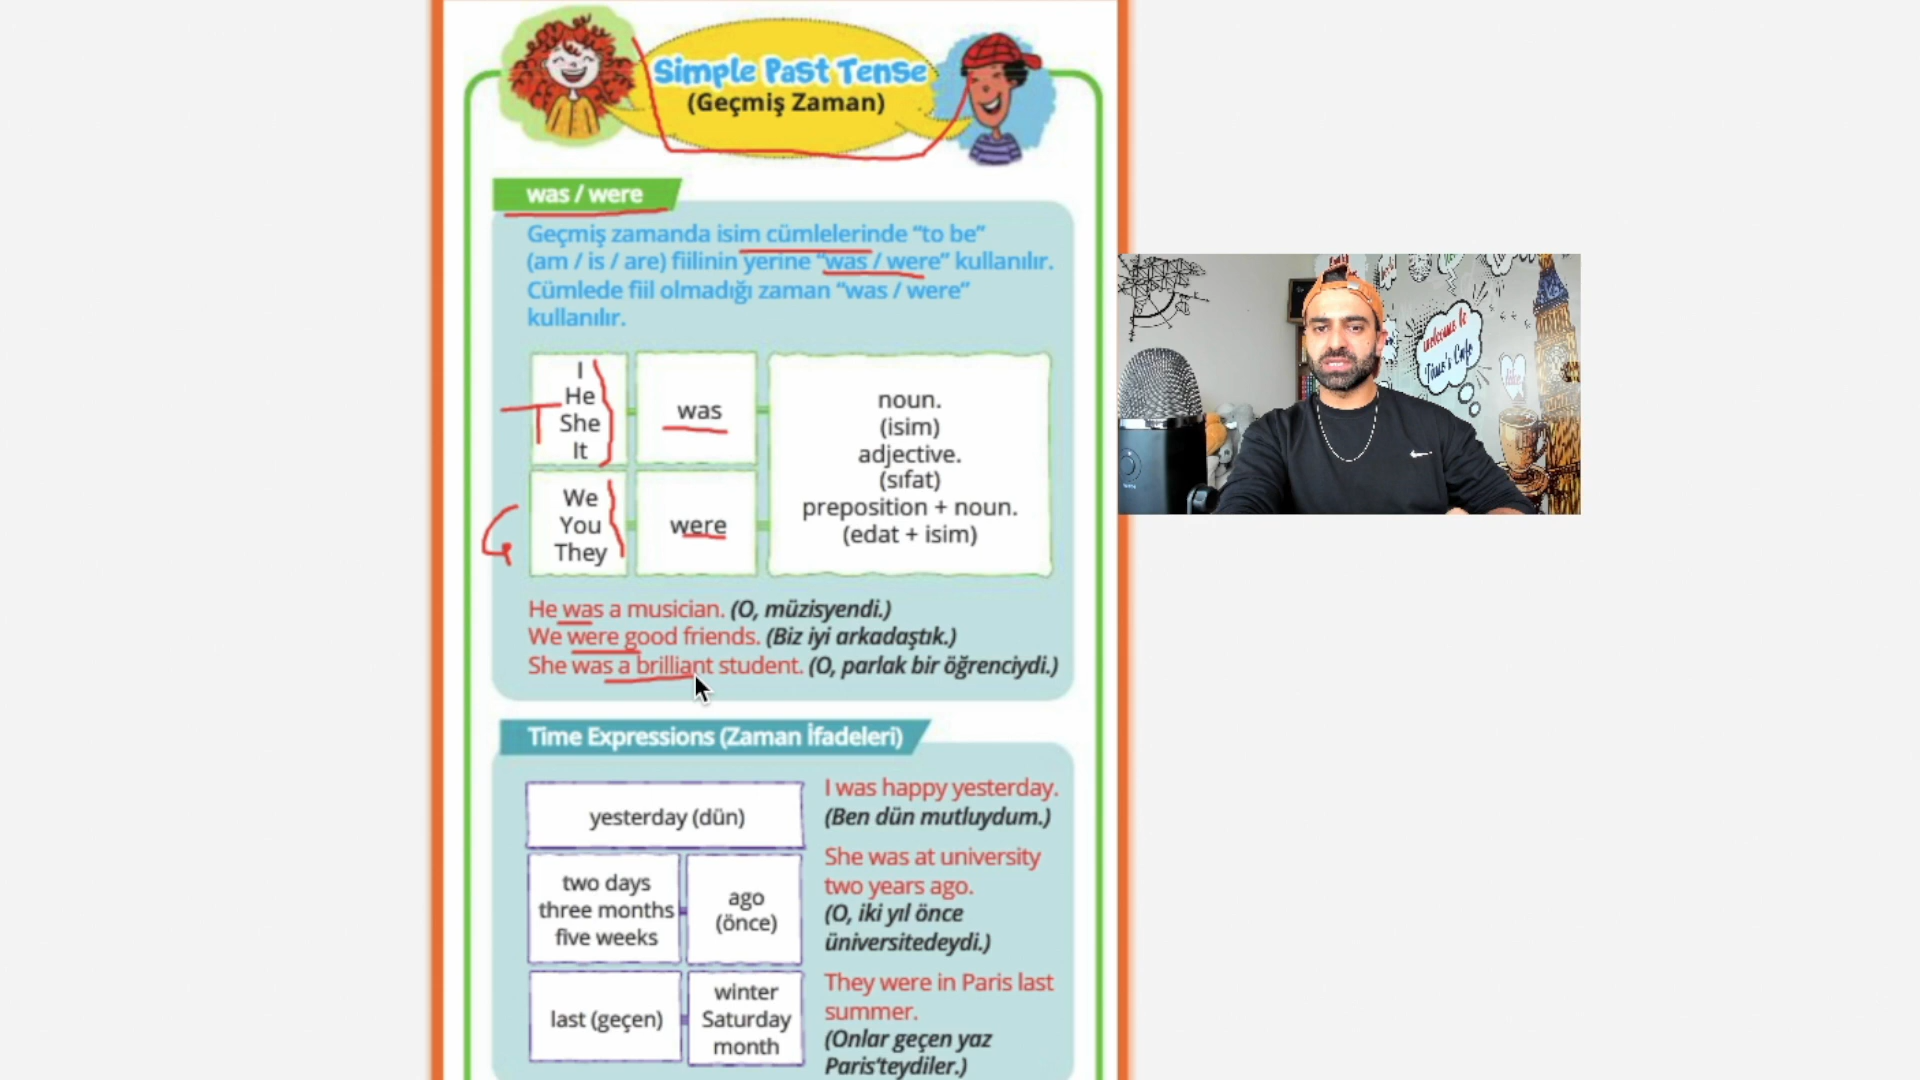 Simple Past Tense
(Geçmiş Zaman)
was / were
Geçmiş zamanda isim cümlelerinde “to be”
(am / is / are) fiilinin yerine “was / were” kullanılır.
Cümlede fiil olmadığı zaman “was / were”
kullanılır.
I
He
She
It
was
We
You
They
were
noun.
(isim)
adjective.
(sıfat)
preposition + noun.
(edat + isim)
He was a musician. (O, müzisyendi.)
We were good friends. (Biz iyi arkadaştık.)
She was a brilliant student. (O, parlak bir öğrenciydi.)
Time Expressions (Zaman İfadeleri)
yesterday (dün)
two days
three months
five weeks
ago
(önce)
last (geçen)
winter
Saturday
month
I was happy yesterday.
(Ben dün mutluydum.)
She was at university
two years ago.
(O, iki yıl önce
üniversitedeydi.)
They were in Paris last
summer.
(Onlar geçen yaz
Paris’teydiler.)
welcome to
Time's Cafe